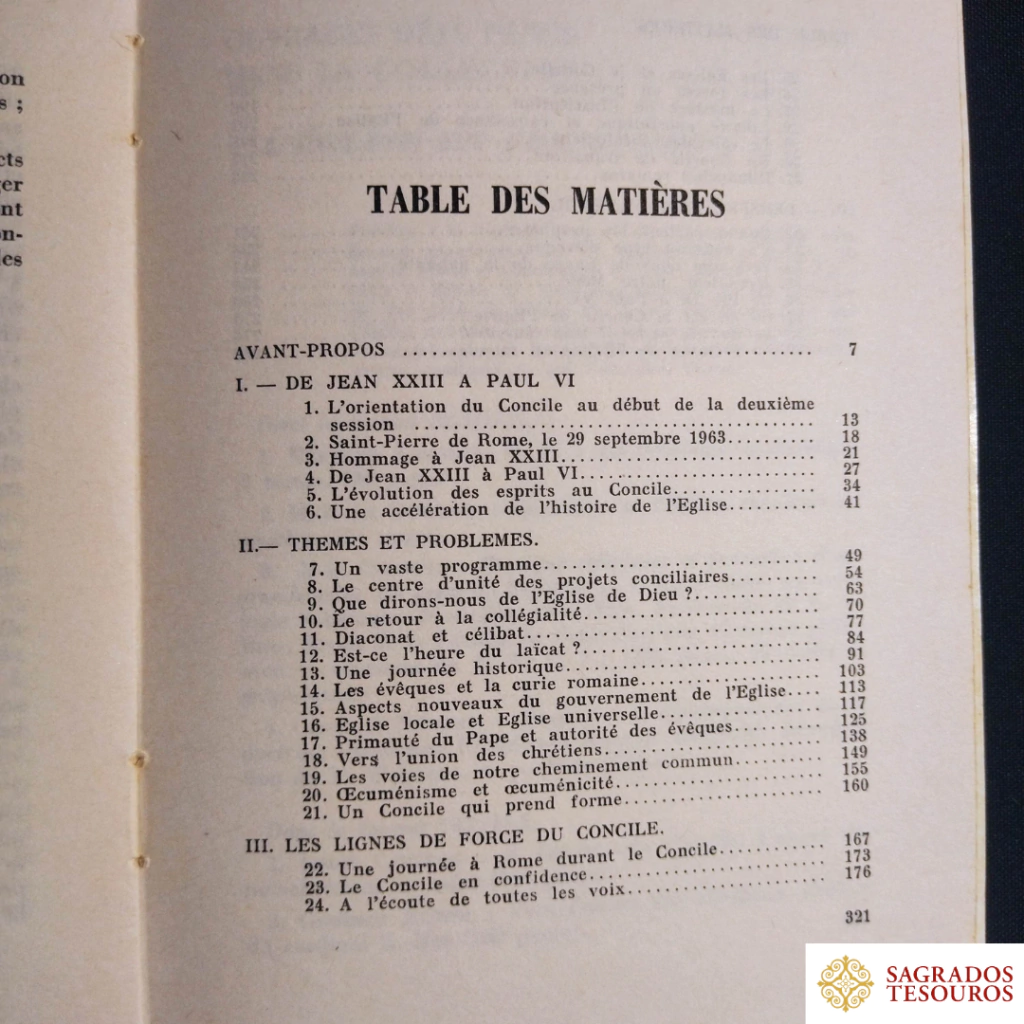 on
s ;
cts
ger
nt
on-
les
TABLE DES MATIÈRES
AVANT-PROPOS ........................................ 7
I. — DE JEAN XXIII A PAUL VI
1. L'orientation du Concile au début de la deuxième
session ........................................ 13
2. Saint-Pierre de Rome, le 29 septembre 1963......... 18
3. Hommage à Jean XXIII.......................... 21
4. De Jean XXIII à Paul VI........................ 27
5. L'évolution des esprits au Concile............... 34
6. Une accélération de l'histoire de l'Eglise.......... 41
II.— THEMES ET PROBLEMES.
7. Un vaste programme............................ 49
8. Le centre d'unité des projets conciliaires......... 54
9. Que dirons-nous de l'Eglise de Dieu ?............. 63
10. Le retour à la collégialité........................ 70
11. Diaconat et célibat.............................. 77
12. Est-ce l'heure du laïcat ?........................ 84
13. Une journée historique.......................... 91
14. Les évêques et la curie romaine.................. 103
15. Aspects nouveaux du gouvernement de l'Eglise.... 113
16. Eglise locale et Eglise universelle................ 117
17. Primauté du Pape et autorité des évêques......... 125
18. Vers l'union des chrétiens........................ 138
19. Les voies de notre cheminement commun......... 149
20. Œcuménisme et œcuménicité.................... 155
21. Un Concile qui prend forme...................... 160
III. LES LIGNES DE FORCE DU CONCILE.
22. Une journée à Rome durant le Concile........... 167
23. Le Concile en confidence........................ 173
24. A l'écoute de toutes les voix.................... 176
321
SAGRADOS
TESOUROS